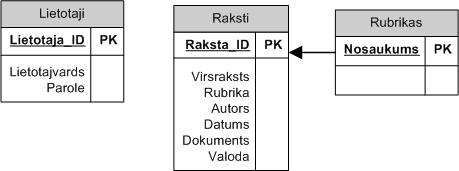 Lietotaji
Lietotaja_ID PK
Lietotajvards
Parole
Raksti
Raksta_ID PK
Virsraksts
Rubrika
Autors
Datums
Dokuments
Valoda
Rubrikas
Nosaukums PK